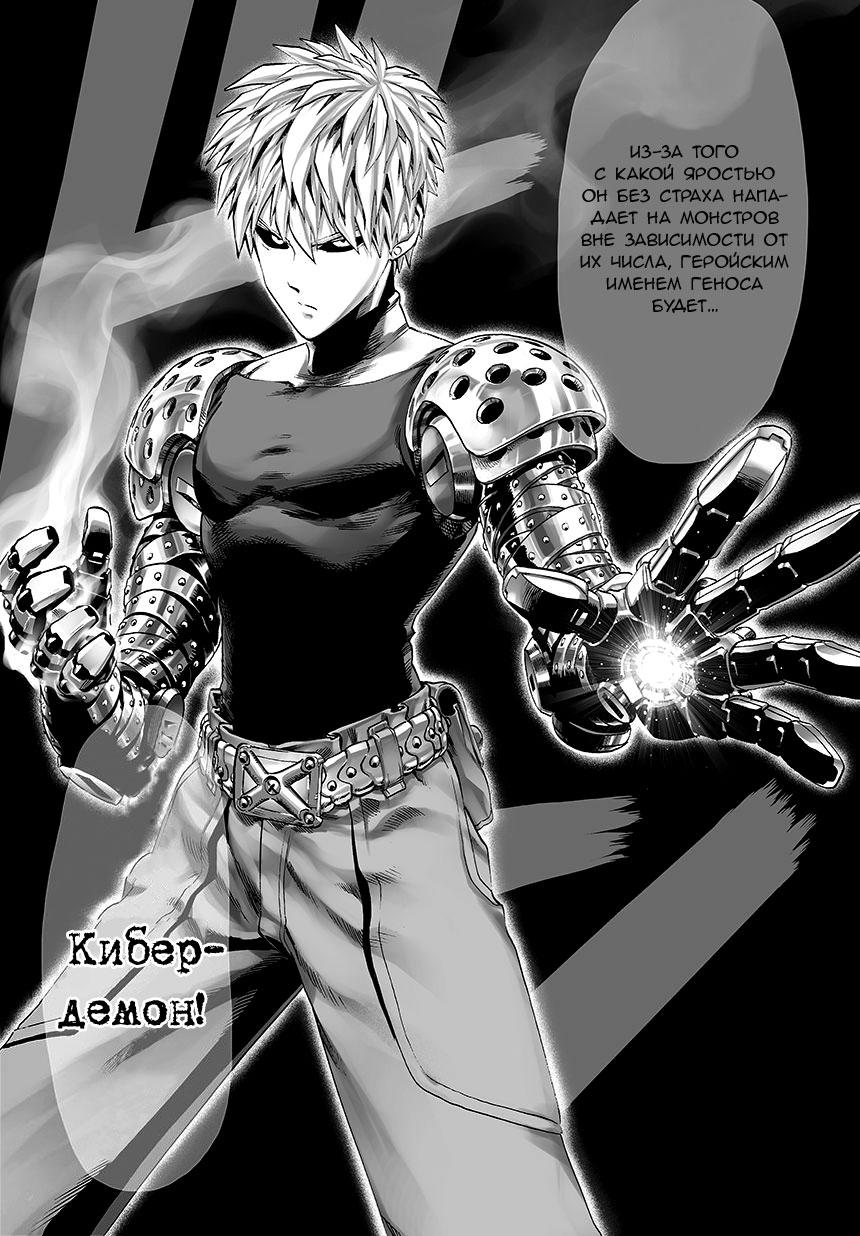 ИЗ-ЗА ТОГО
С КАКОЙ ЯРОСТЬЮ
ОН БЕЗ СТРАХА НАПА-
ДАЕТ НА МОНСТРОВ
ВНЕ ЗАВИСИМОСТИ ОТ
ИХ ЧИСЛА, ГЕРОЙСКИМ
ИМЕНЕМ ГЕНОСА
БУДЕТ...
Кибер-
демон!